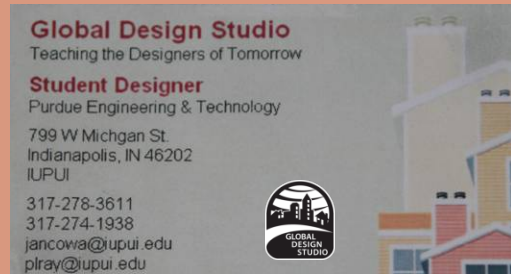 Global Design Studio
Teaching the Designers of Tomorrow
Student Designer
Purdue Engineering & Technology
799 W Michgan St.
Indianapolis, IN 46202
IUPUI
317-278-3611
317-274-1938
jancowa@iupui.edu
plray@iupui.edu
GLOBAL
DESIGN
STUDIO